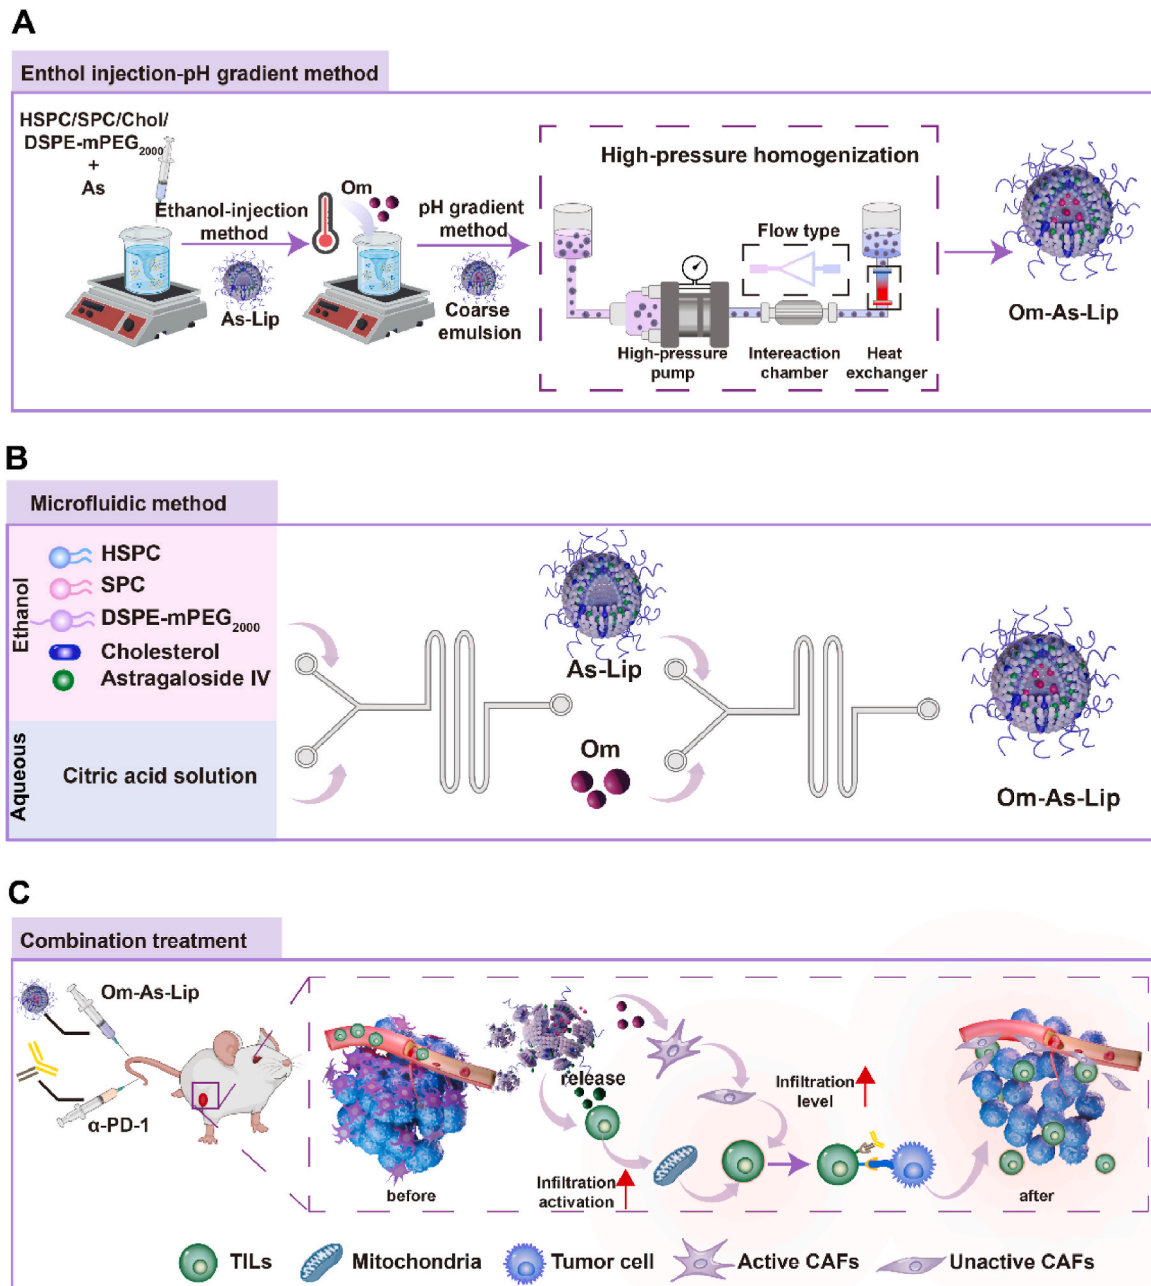 A
Enthol injection-pH gradient method
HSPC/SPC/Chol/
DSPE-mPEG2000
+
As
Ethanol-injection
method
As-Lip
Om
pH gradient
method
Coarse
emulsion
High-pressure homogenization
Flow type
High-pressure
pump
Intereaction
chamber
Heat
exchanger
Om-As-Lip
B
Microfluidic method
Ethanol
HSPC
SPC
DSPE-mPEG2000
Cholesterol
Astragaloside IV
Aqueous
Citric acid solution
As-Lip
Om
Om-As-Lip
C
Combination treatment
Om-As-Lip
α-PD-1
before
release
Infiltration
activation
Infiltration
level
after
TILs
Mitochondria
Tumor cell
Active CAFs
Unactive CAFs